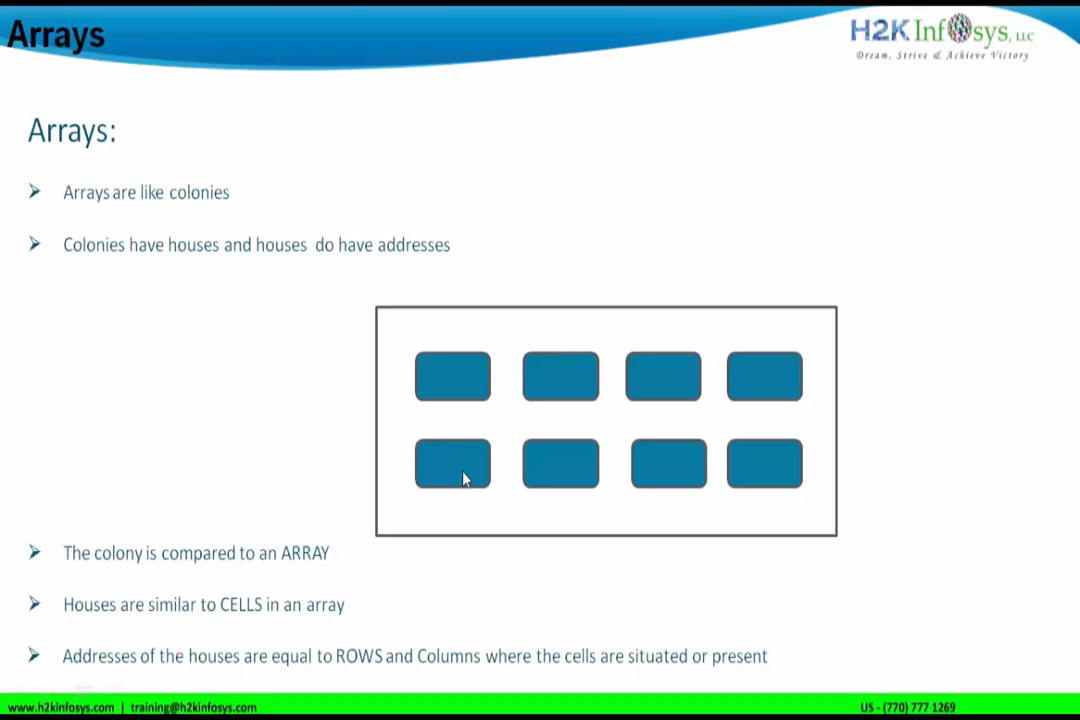 Arrays
H2K Infosys, LLC
Dream, Strive & Achieve Victory
Arrays:
Arrays are like colonies
Colonies have houses and houses do have addresses
The colony is compared to an ARRAY
Houses are similar to CELLS in an array
Addresses of the houses are equal to ROWS and Columns where the cells are situated or present
www.h2kinfosys.com | training@h2kinfosys.com
US - (770) 777 1269